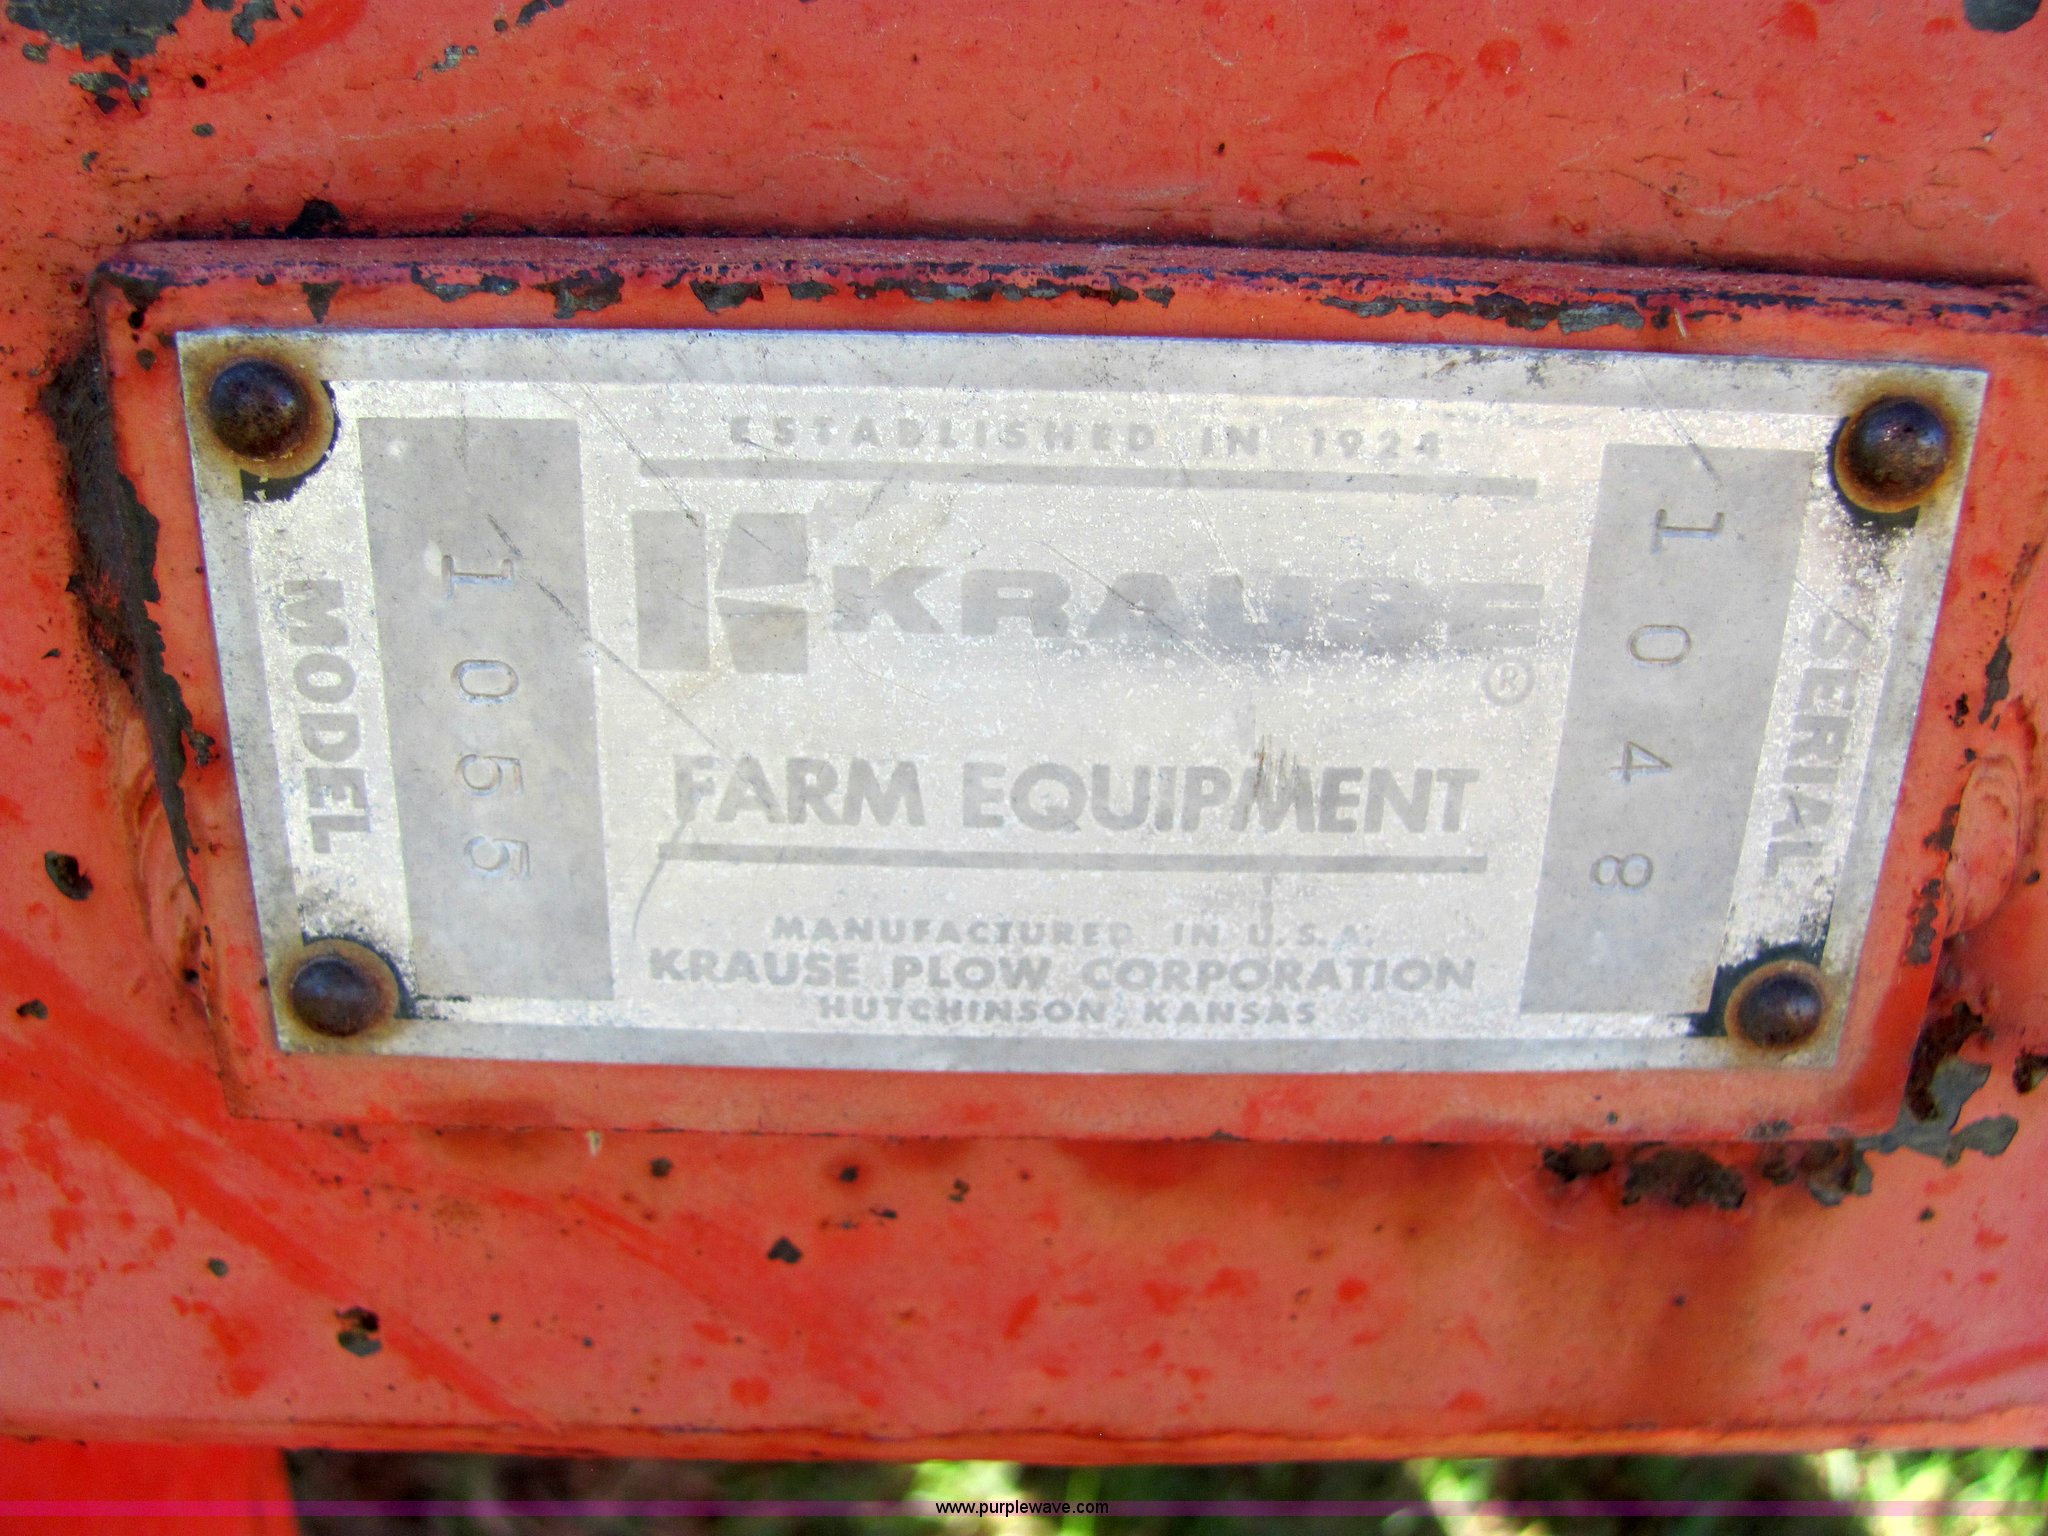 ESTABLISHED IN 1924
KRAUSE®
FARM EQUIPMENT
MANUFACTURED IN U.S.A.
KRAUSE PLOW CORPORATION
HUTCHINSON, KANSAS
MODEL
1055
SERIAL
1048
www.purplewave.com